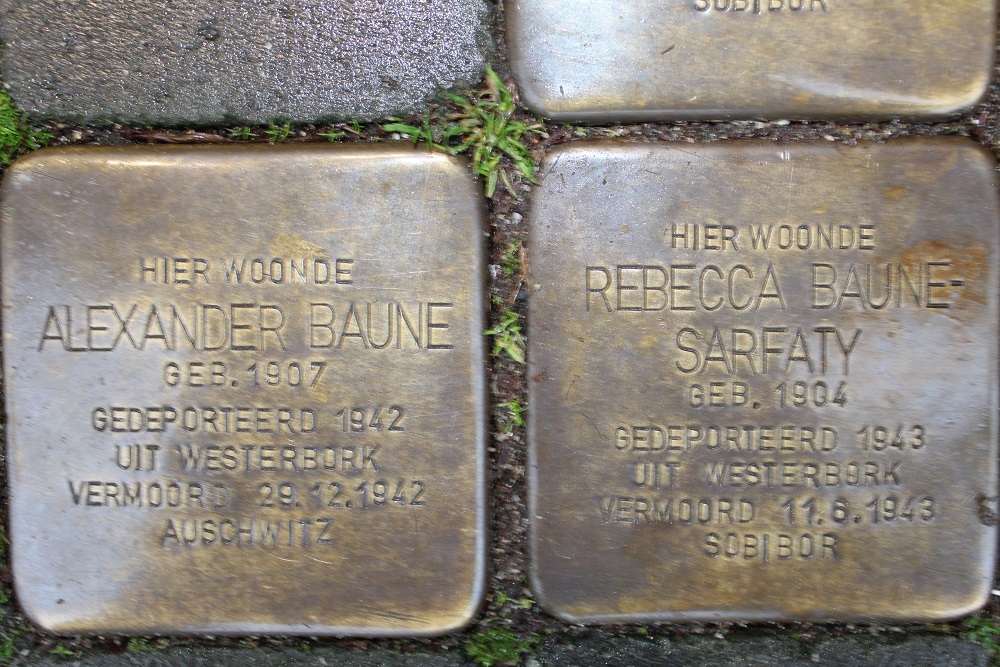 SOBIBOR
HIER WOONDE
ALEXANDER BAUNE
GEB. 1907
GEDEPORTEERD 1942
UIT WESTERBORK
VERMOORD 29.12.1942
AUSCHWITZ
HIER WOONDE
REBECCA BAUNE-
SARFATY
GEB. 1904
GEDEPORTEERD 1943
UIT WESTERBORK
VERMOORD 11.6.1943
SOBIBOR